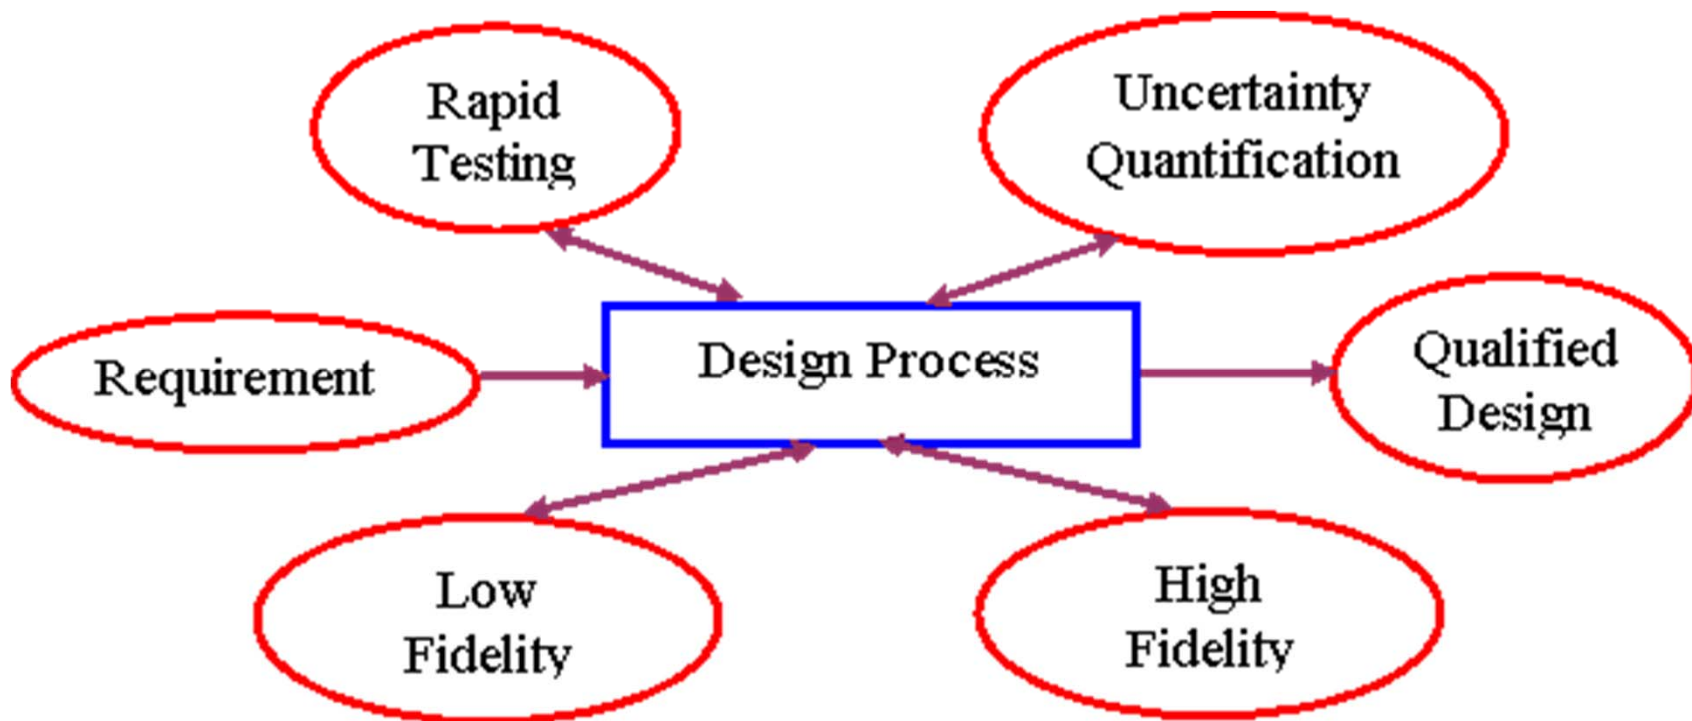 Rapid
Testing
Uncertainty
Quantification
Requirement
Design Process
Qualified
Design
Low
Fidelity
High
Fidelity